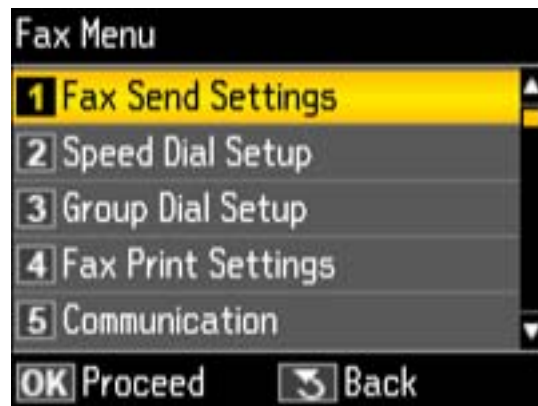 Fax Menu
1 Fax Send Settings
2 Speed Dial Setup
3 Group Dial Setup
4 Fax Print Settings
5 Communication
OK Proceed Back